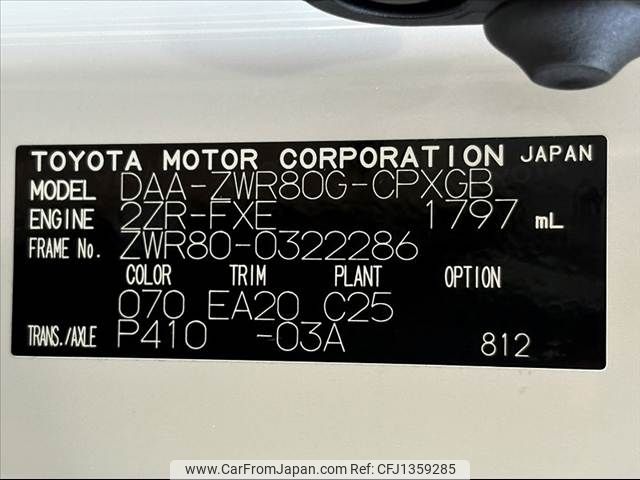 TOYOTA MOTOR CORPORATION JAPAN
MODEL DAA-ZWR80G-CPXGB
ENGINE 2ZR-FXE 1797 mL
FRAME No. ZWR80-0322286
COLOR TRIM PLANT OPTION
070 EA20 C25
TRANS./AXLE P410 -03A 812
www.CarFromJapan.com - CFJ1359285